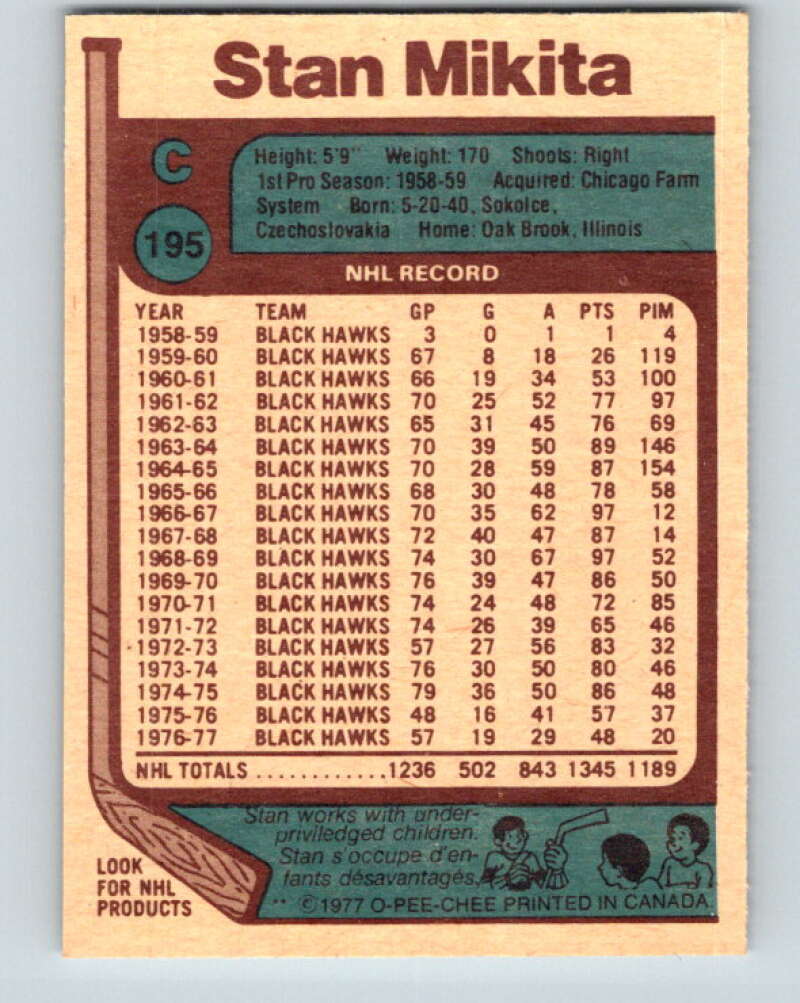 Stan Mikita
C
195
Height: 5'9" Weight: 170 Shoots: Right
1st Pro Season: 1958-59 Acquired: Chicago Farm
System Born: 5-20-40, Sokolce,
Czechoslovakia Home: Oak Brook, Illinois
NHL RECORD
YEAR TEAM GP G A PTS PIM
1958-59 BLACK HAWKS 3 0 1 1 4
1959-60 BLACK HAWKS 67 8 18 26 119
1960-61 BLACK HAWKS 66 19 34 53 100
1961-62 BLACK HAWKS 70 25 52 77 97
1962-63 BLACK HAWKS 65 31 45 76 69
1963-64 BLACK HAWKS 70 39 50 89 146
1964-65 BLACK HAWKS 70 28 59 87 154
1965-66 BLACK HAWKS 68 30 48 78 58
1966-67 BLACK HAWKS 70 35 62 97 12
1967-68 BLACK HAWKS 72 40 47 87 14
1968-69 BLACK HAWKS 74 30 67 97 52
1969-70 BLACK HAWKS 76 39 47 86 50
1970-71 BLACK HAWKS 74 24 48 72 85
1971-72 BLACK HAWKS 74 26 39 65 46
1972-73 BLACK HAWKS 57 27 56 83 32
1973-74 BLACK HAWKS 76 30 50 80 46
1974-75 BLACK HAWKS 79 36 50 86 48
1975-76 BLACK HAWKS 48 16 41 57 37
1976-77 BLACK HAWKS 57 19 29 48 20
NHL TOTALS ............1236 502 843 1345 1189
Stan works with under-
priviledged children.
Stan s'occupe d'en-
fants désavantagés.
LOOK
FOR NHL
PRODUCTS
** ©1977 O-PEE-CHEE PRINTED IN CANADA